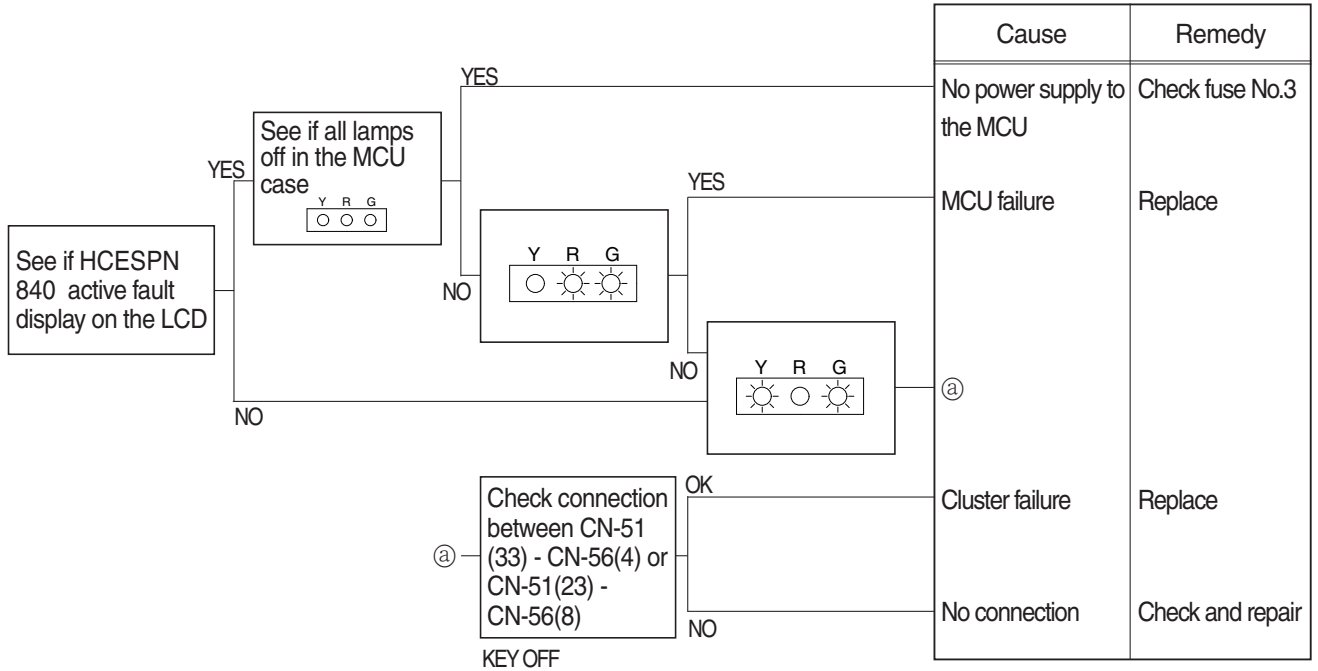 Cause Remedy
YES
No power supply to Check fuse No.3
the MCU
See if all lamps
off in the MCU
case
Y R G
YES
YES
MCU failure Replace
See if HCESPN
840 active fault
display on the LCD
Y R G
NO
NO
Y R G
ⓐ
NO
OK
Check connection
between CN-51
(33) - CN-56(4) or
CN-51(23) -
CN-56(8)
ⓐ
Cluster failure Replace
No connection Check and repair
NO
KEY OFF